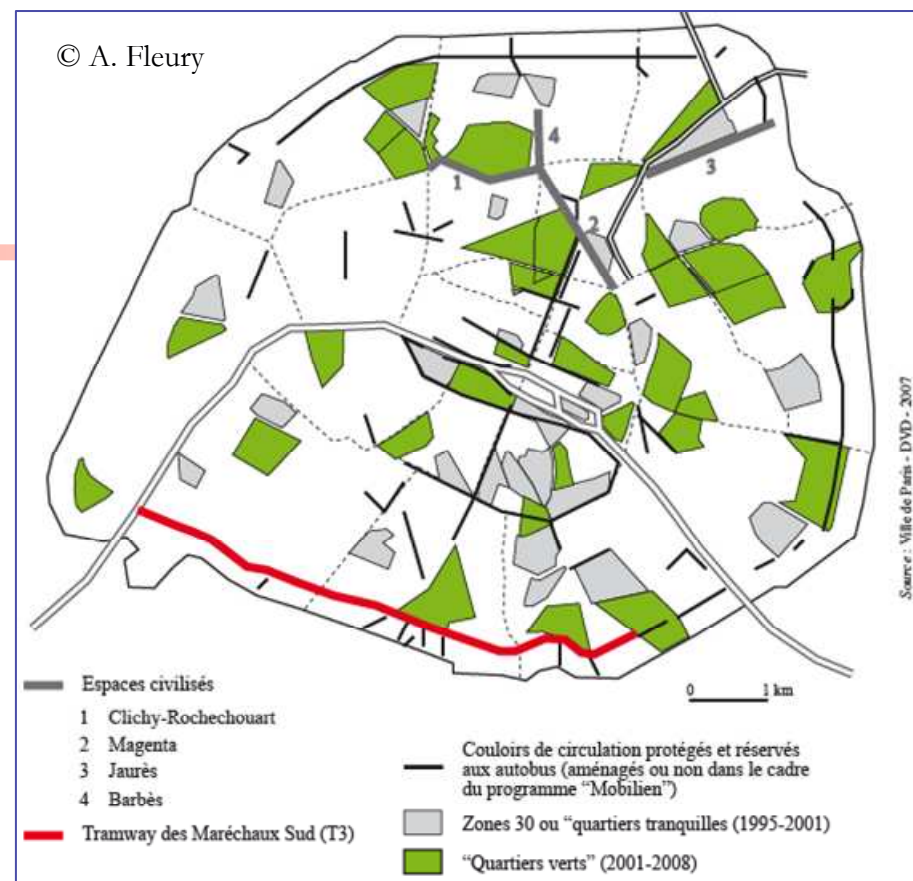 © A. Fleury
4
1
3
2
Source : Ville de Paris - DVD - 2007
0 1 km
Espaces civilisés
1 Clichy-Rochechouart
2 Magenta
3 Jaurès
4 Barbès
Tramway des Maréchaux Sud (T3)
Couloirs de circulation protégés et réservés
aux autobus (aménagés ou non dans le cadre
du programme “Mobilien”)
Zones 30 ou “quartiers tranquilles (1995-2001)
“Quartiers verts” (2001-2008)